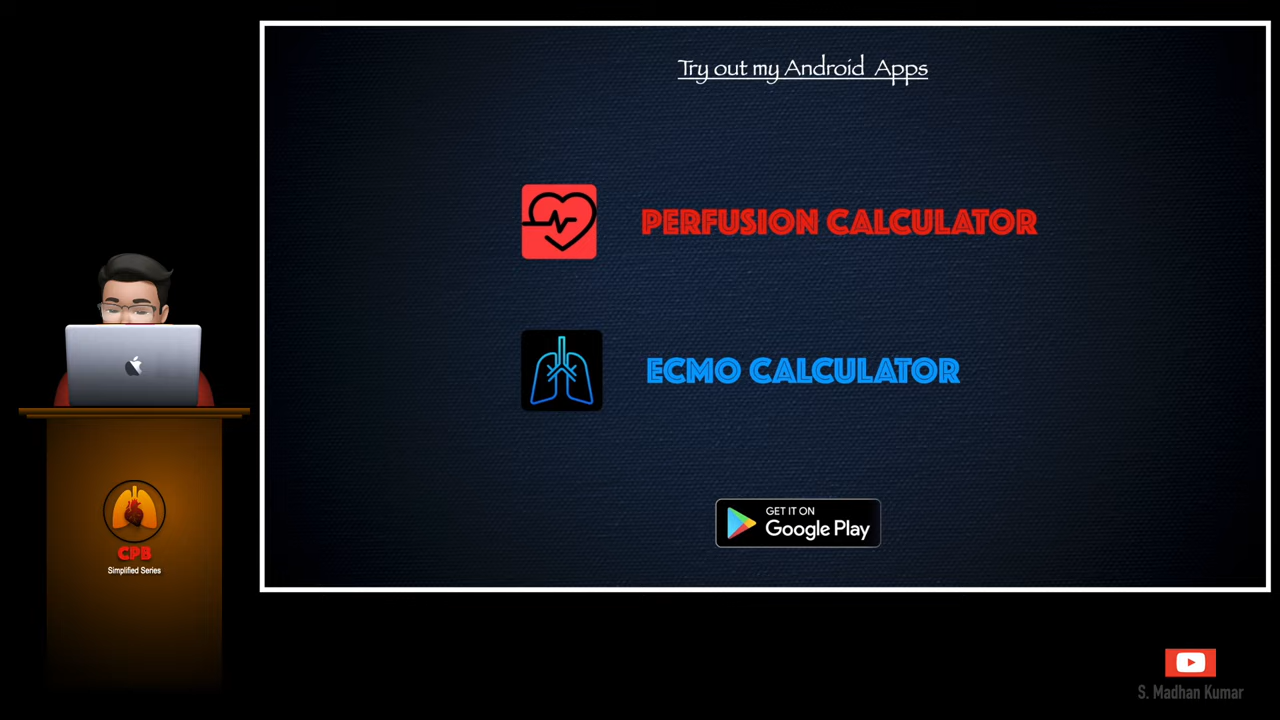 Try out my Android Apps
PERFUSION CALCULATOR
ECMO CALCULATOR
GET IT ON
Google Play
CPB
Simplified Series
S. Madhan Kumar